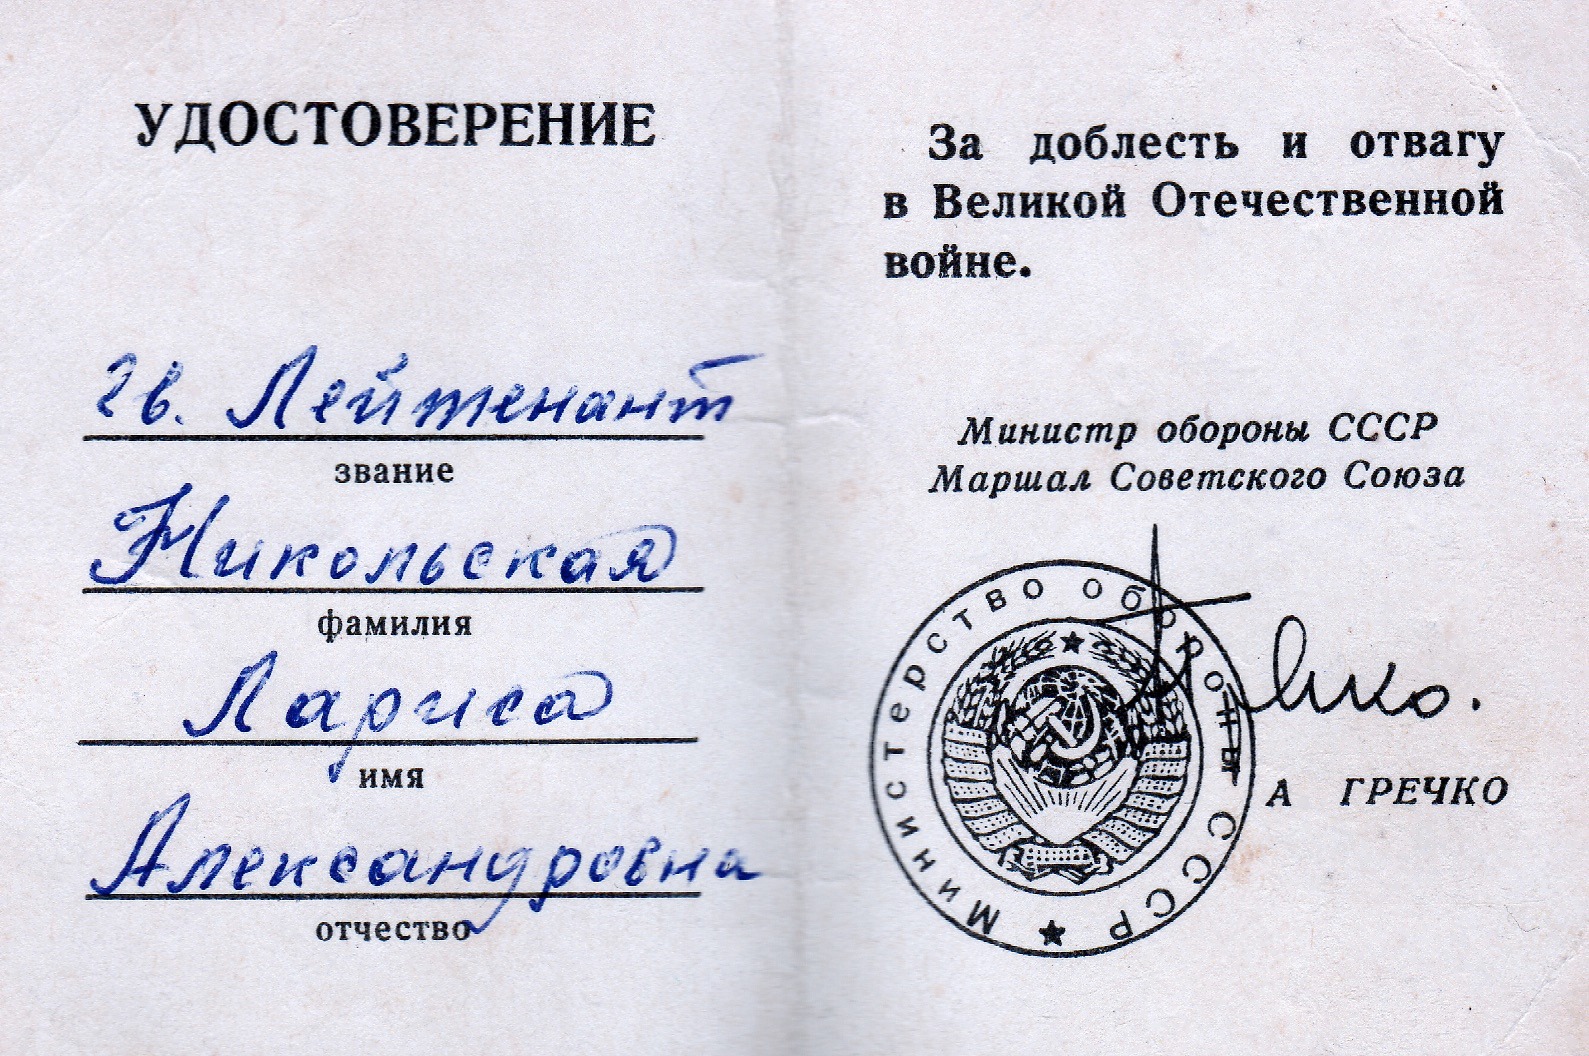 УДОСТОВЕРЕНИЕ
гв. Лейтенант
звание
Никольская
фамилия
Лариса
имя
Александровна
отчество
За доблесть и отвагу
в Великой Отечественной
войне.
Министр обороны СССР
Маршал Советского Союза
Министерство обороны СССР
А ГРЕЧКО